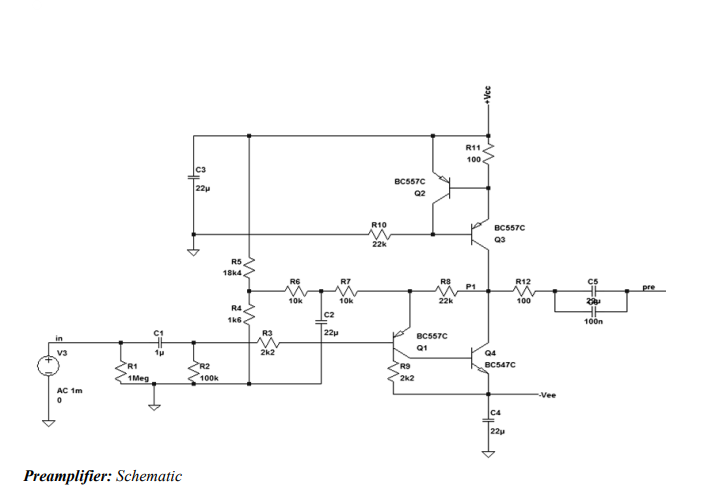 +Vcc
R11
100
C3
22µ
BC557C
Q2
R10
22k
BC557C
Q3
R5
18k4
R6
10k
R7
10k
R8
22k
P1
R12
100
C5
pre
100n
R4
1k6
C2
22µ
in
C1
1µ
R3
2k2
BC557C
Q1
Q4
BC547C
V3
R1
1Meg
R2
100k
R9
2k2
AC 1m
0
-Vee
C4
22µ
Preamplifier: Schematic